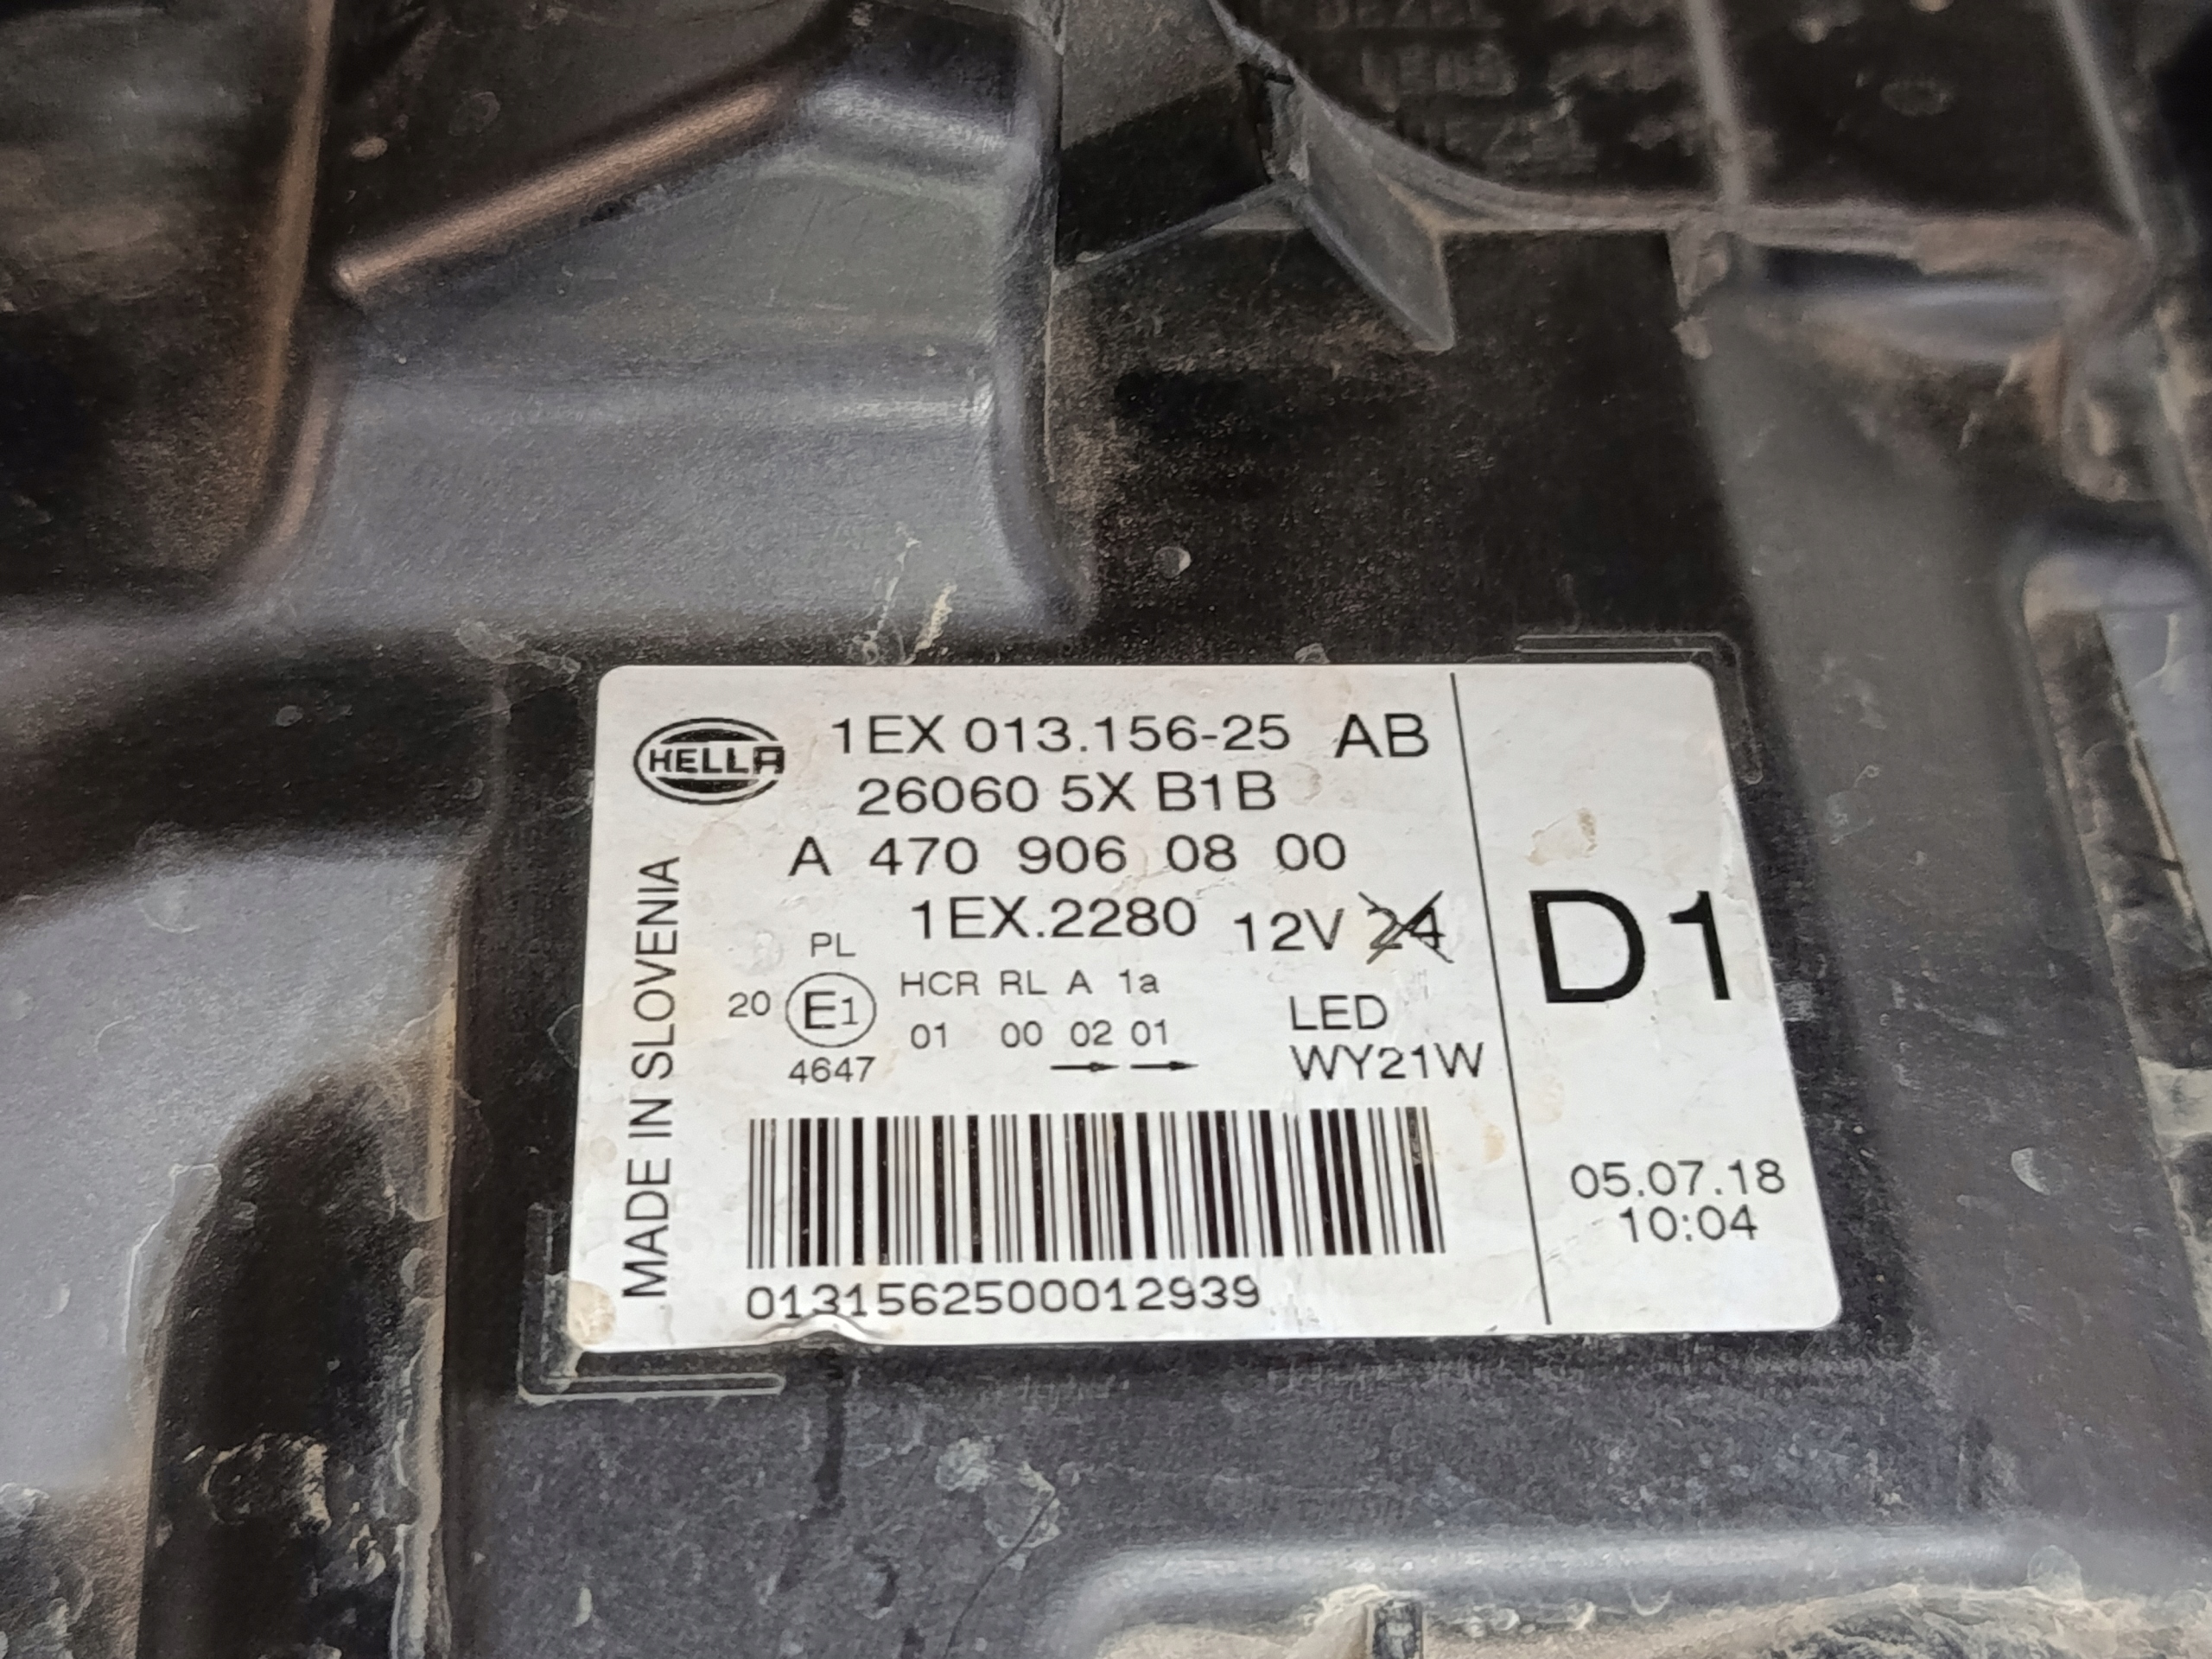 HELLA
1EX 013.156-25 AB
26060 5X B1B
A 470 906 08 00
1EX.2280 12V 24
PL
20 E1 HCR RL A 1a
01 00 02 01
4647
LED
WY21W
MADE IN SLOVENIA
0131562500012939
D1
05.07.18
10:04